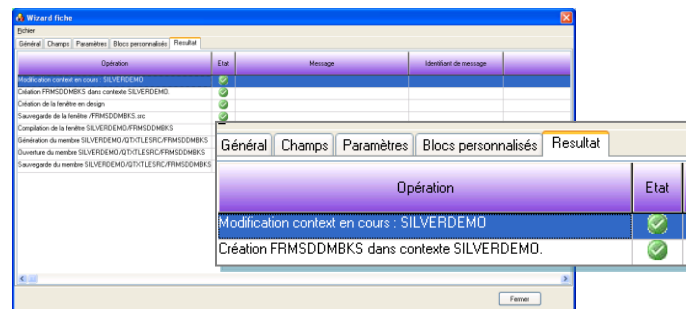 Wizard fiche
Fichier
Général Champs Paramètres Blocs personnalisés Resultat
Opération Etat Message Identifiant de message
Modification context en cours : SILVERDEMO
Création FRMSDDMBKS dans contexte SILVERDEMO.
Création de la fenêtre en design
Sauvegarde de la fenêtre /FRMSDDMBKS.src
Compilation de la fenêtre SILVERDEMO/FRMSDDMBKS
Génération du membre SILVERDEMO/QTXTLESRC/FRMSDDMBKS
Ouverture du membre SILVERDEMO/QTXTLESRC/FRMSDDMBKS
Sauvegarde du membre SILVERDEMO/QTXTLESRC/FRMSDDMBKS
Général Champs Paramètres Blocs personnalisés Resultat
Opération Etat
Modification context en cours : SILVERDEMO
Création FRMSDDMBKS dans contexte SILVERDEMO.
Fermer